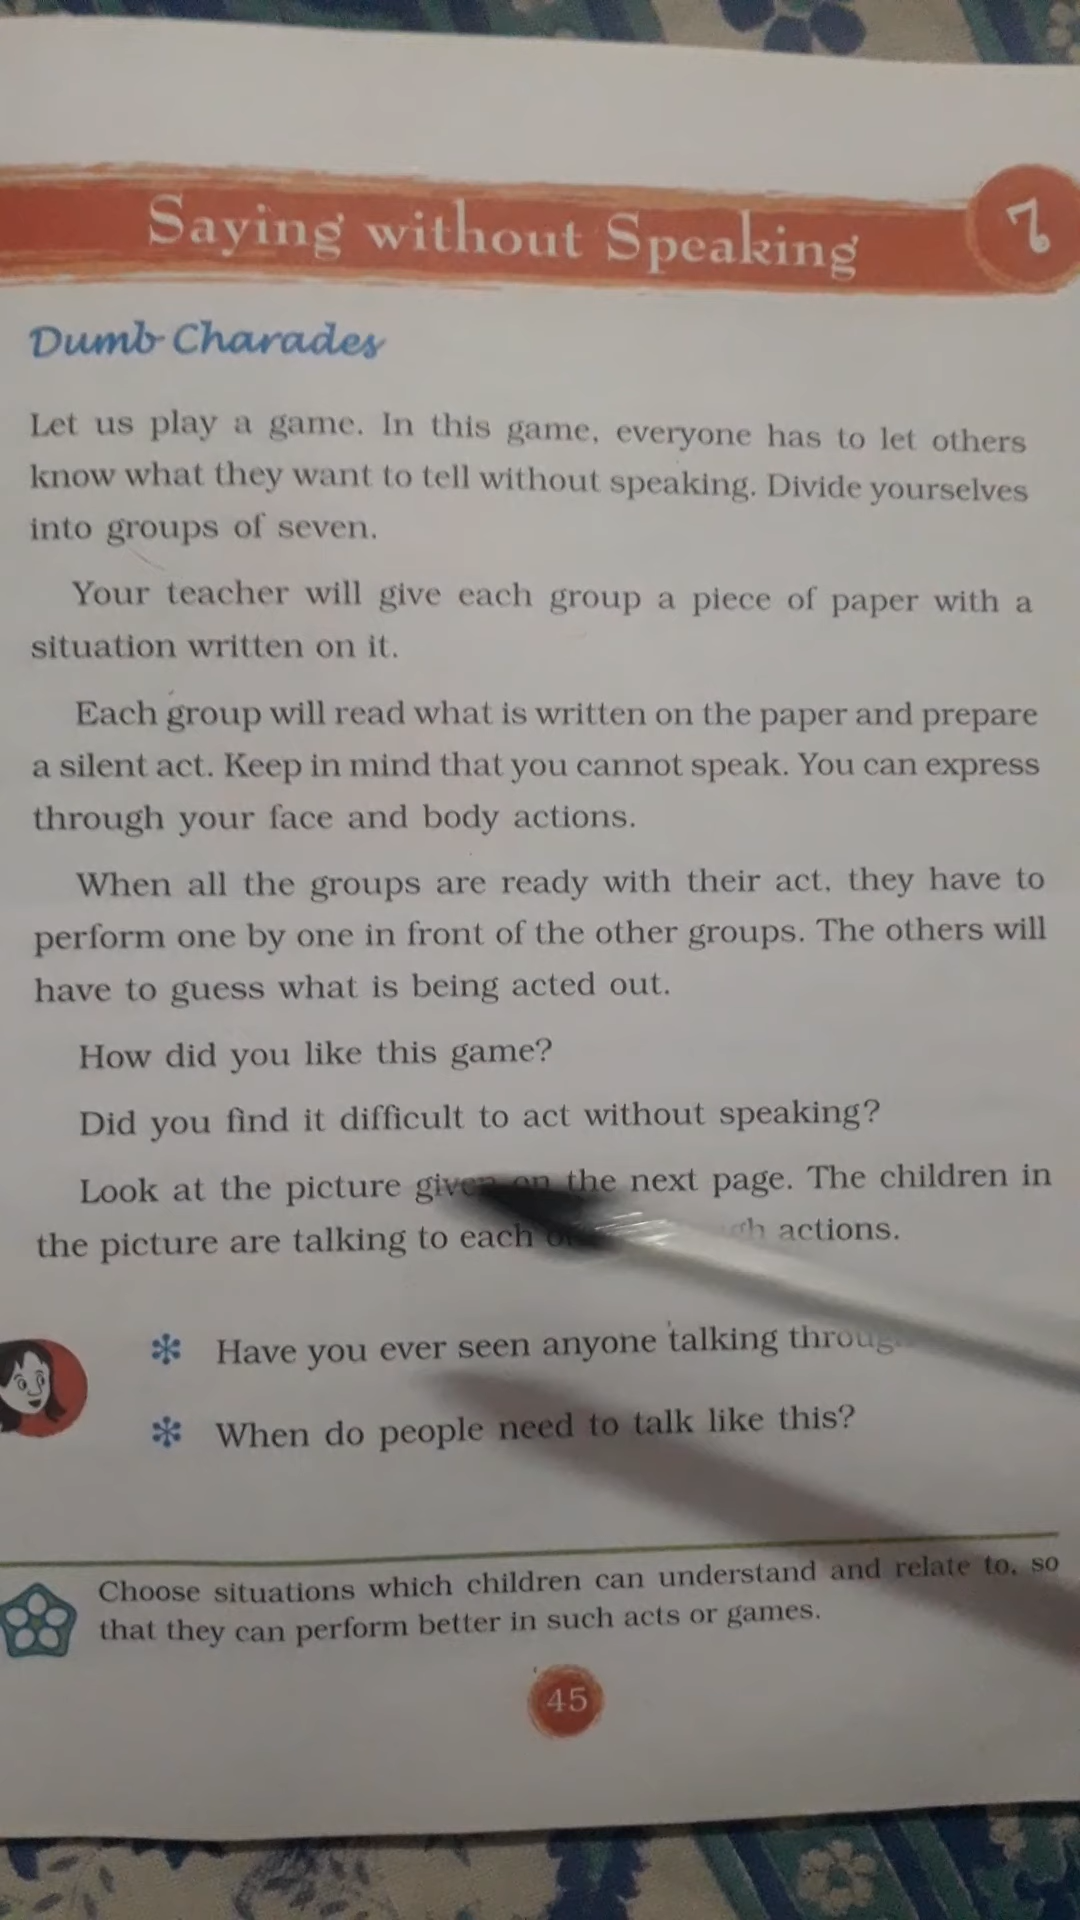 Saying without Speaking
7
Dumb Charades
Let us play a game. In this game, everyone has to let others
know what they want to tell without speaking. Divide yourselves
into groups of seven.
Your teacher will give each group a piece of paper with a
situation written on it.
Each group will read what is written on the paper and prepare
a silent act. Keep in mind that you cannot speak. You can express
through your face and body actions.
When all the groups are ready with their act, they have to
perform one by one in front of the other groups. The others will
have to guess what is being acted out.
How did you like this game?
Did you find it difficult to act without speaking?
Look at the picture given on the next page. The children in
the picture are talking to each actions.
Have you ever seen anyone talking
When do people need to talk like this?
Choose situations which children can understand and relate to, so
that they can perform better in such acts or games.
45